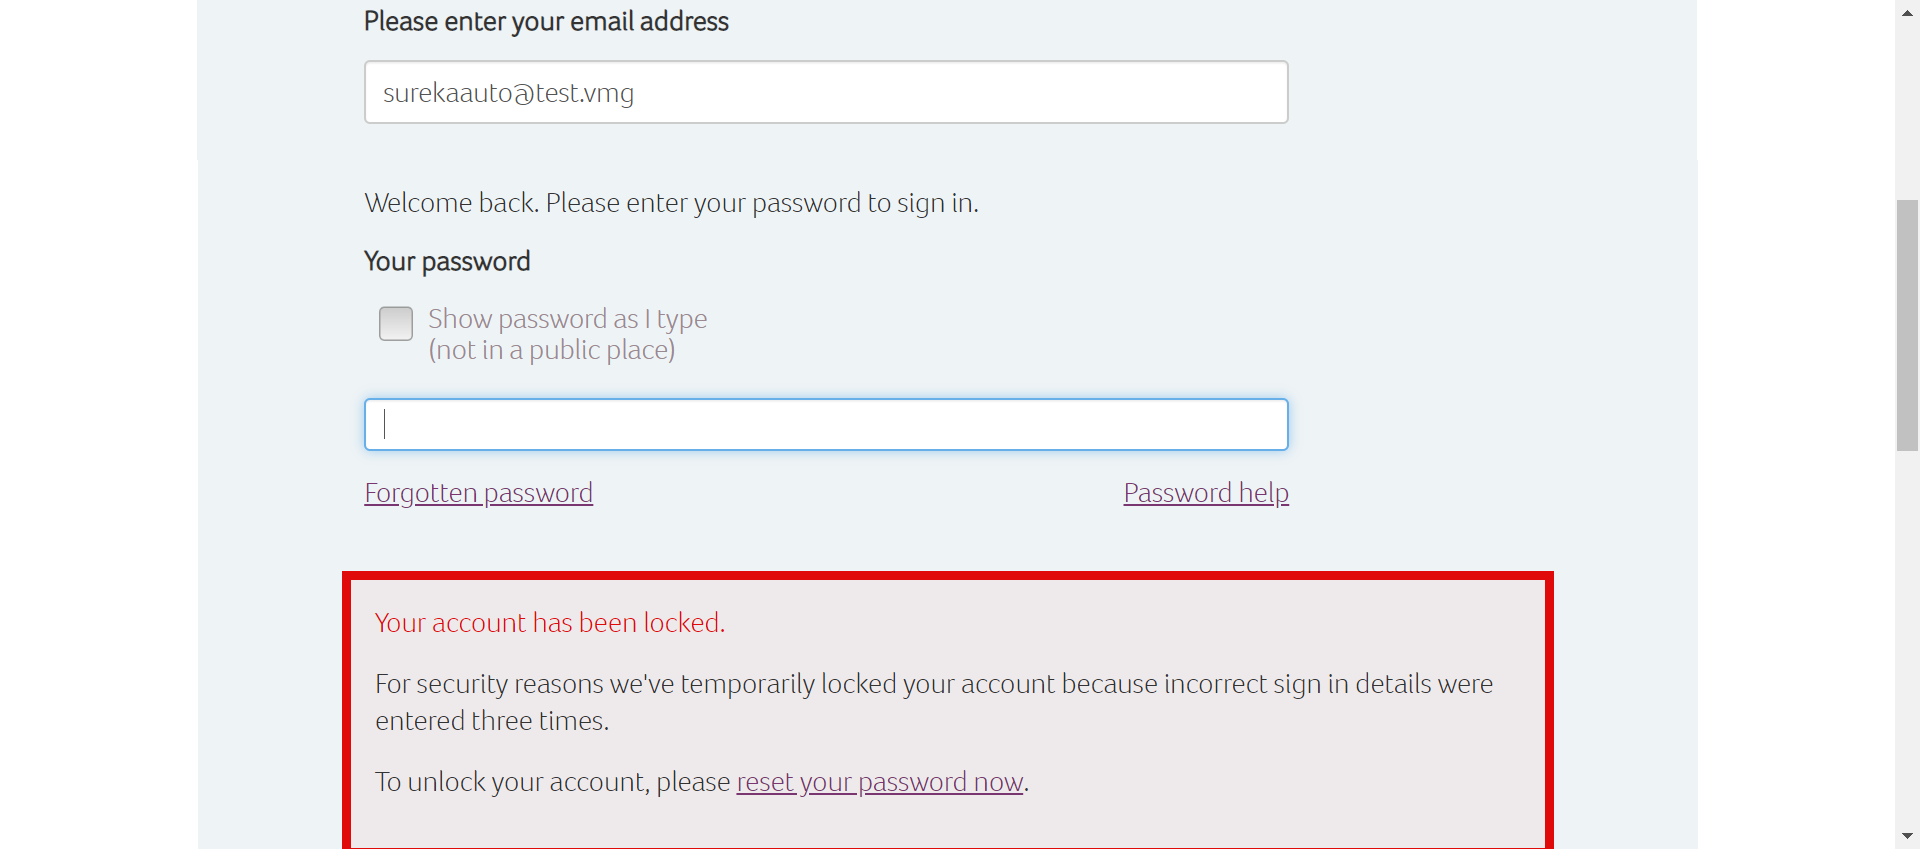 Please enter your email address
surekaauto@test.vmg
Welcome back. Please enter your password to sign in.
Your password
Show password as I type
(not in a public place)
Forgotten password
Password help
Your account has been locked.
For security reasons we've temporarily locked your account because incorrect sign in details were
entered three times.
To unlock your account, please reset your password now.